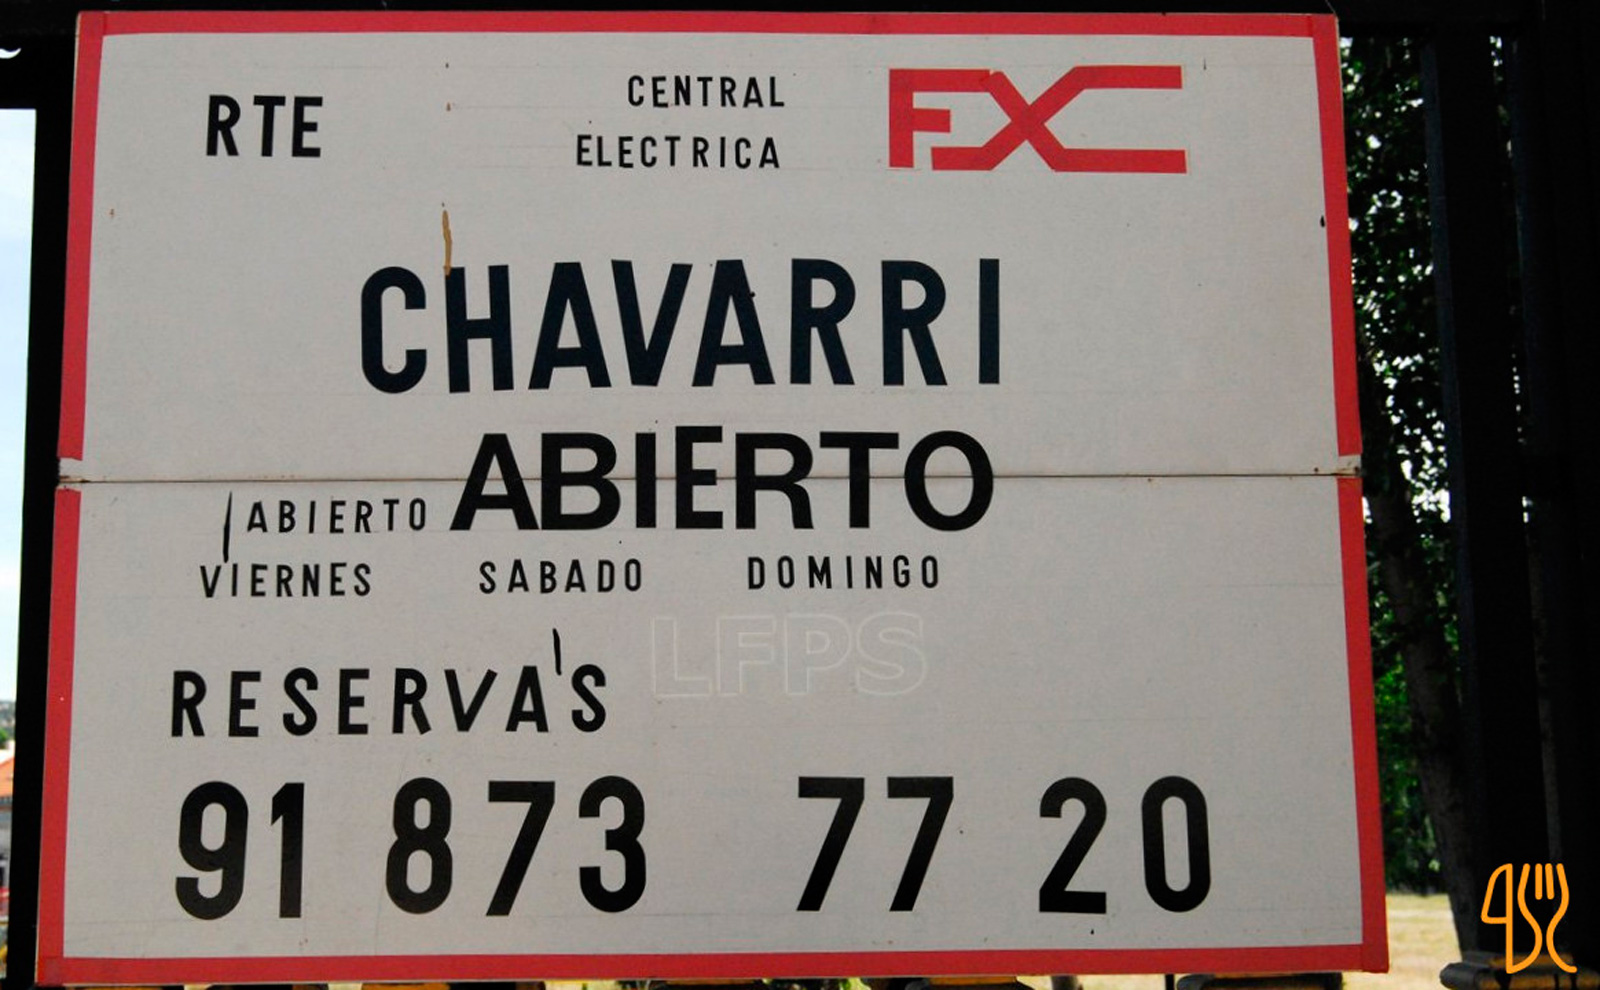 RTE CENTRAL
ELECTRICA
FXC
CHAVARRI
ABIERTO
ABIERTO
VIERNES SABADO DOMINGO
LFPS
RESERVA'S
91 873 77 20